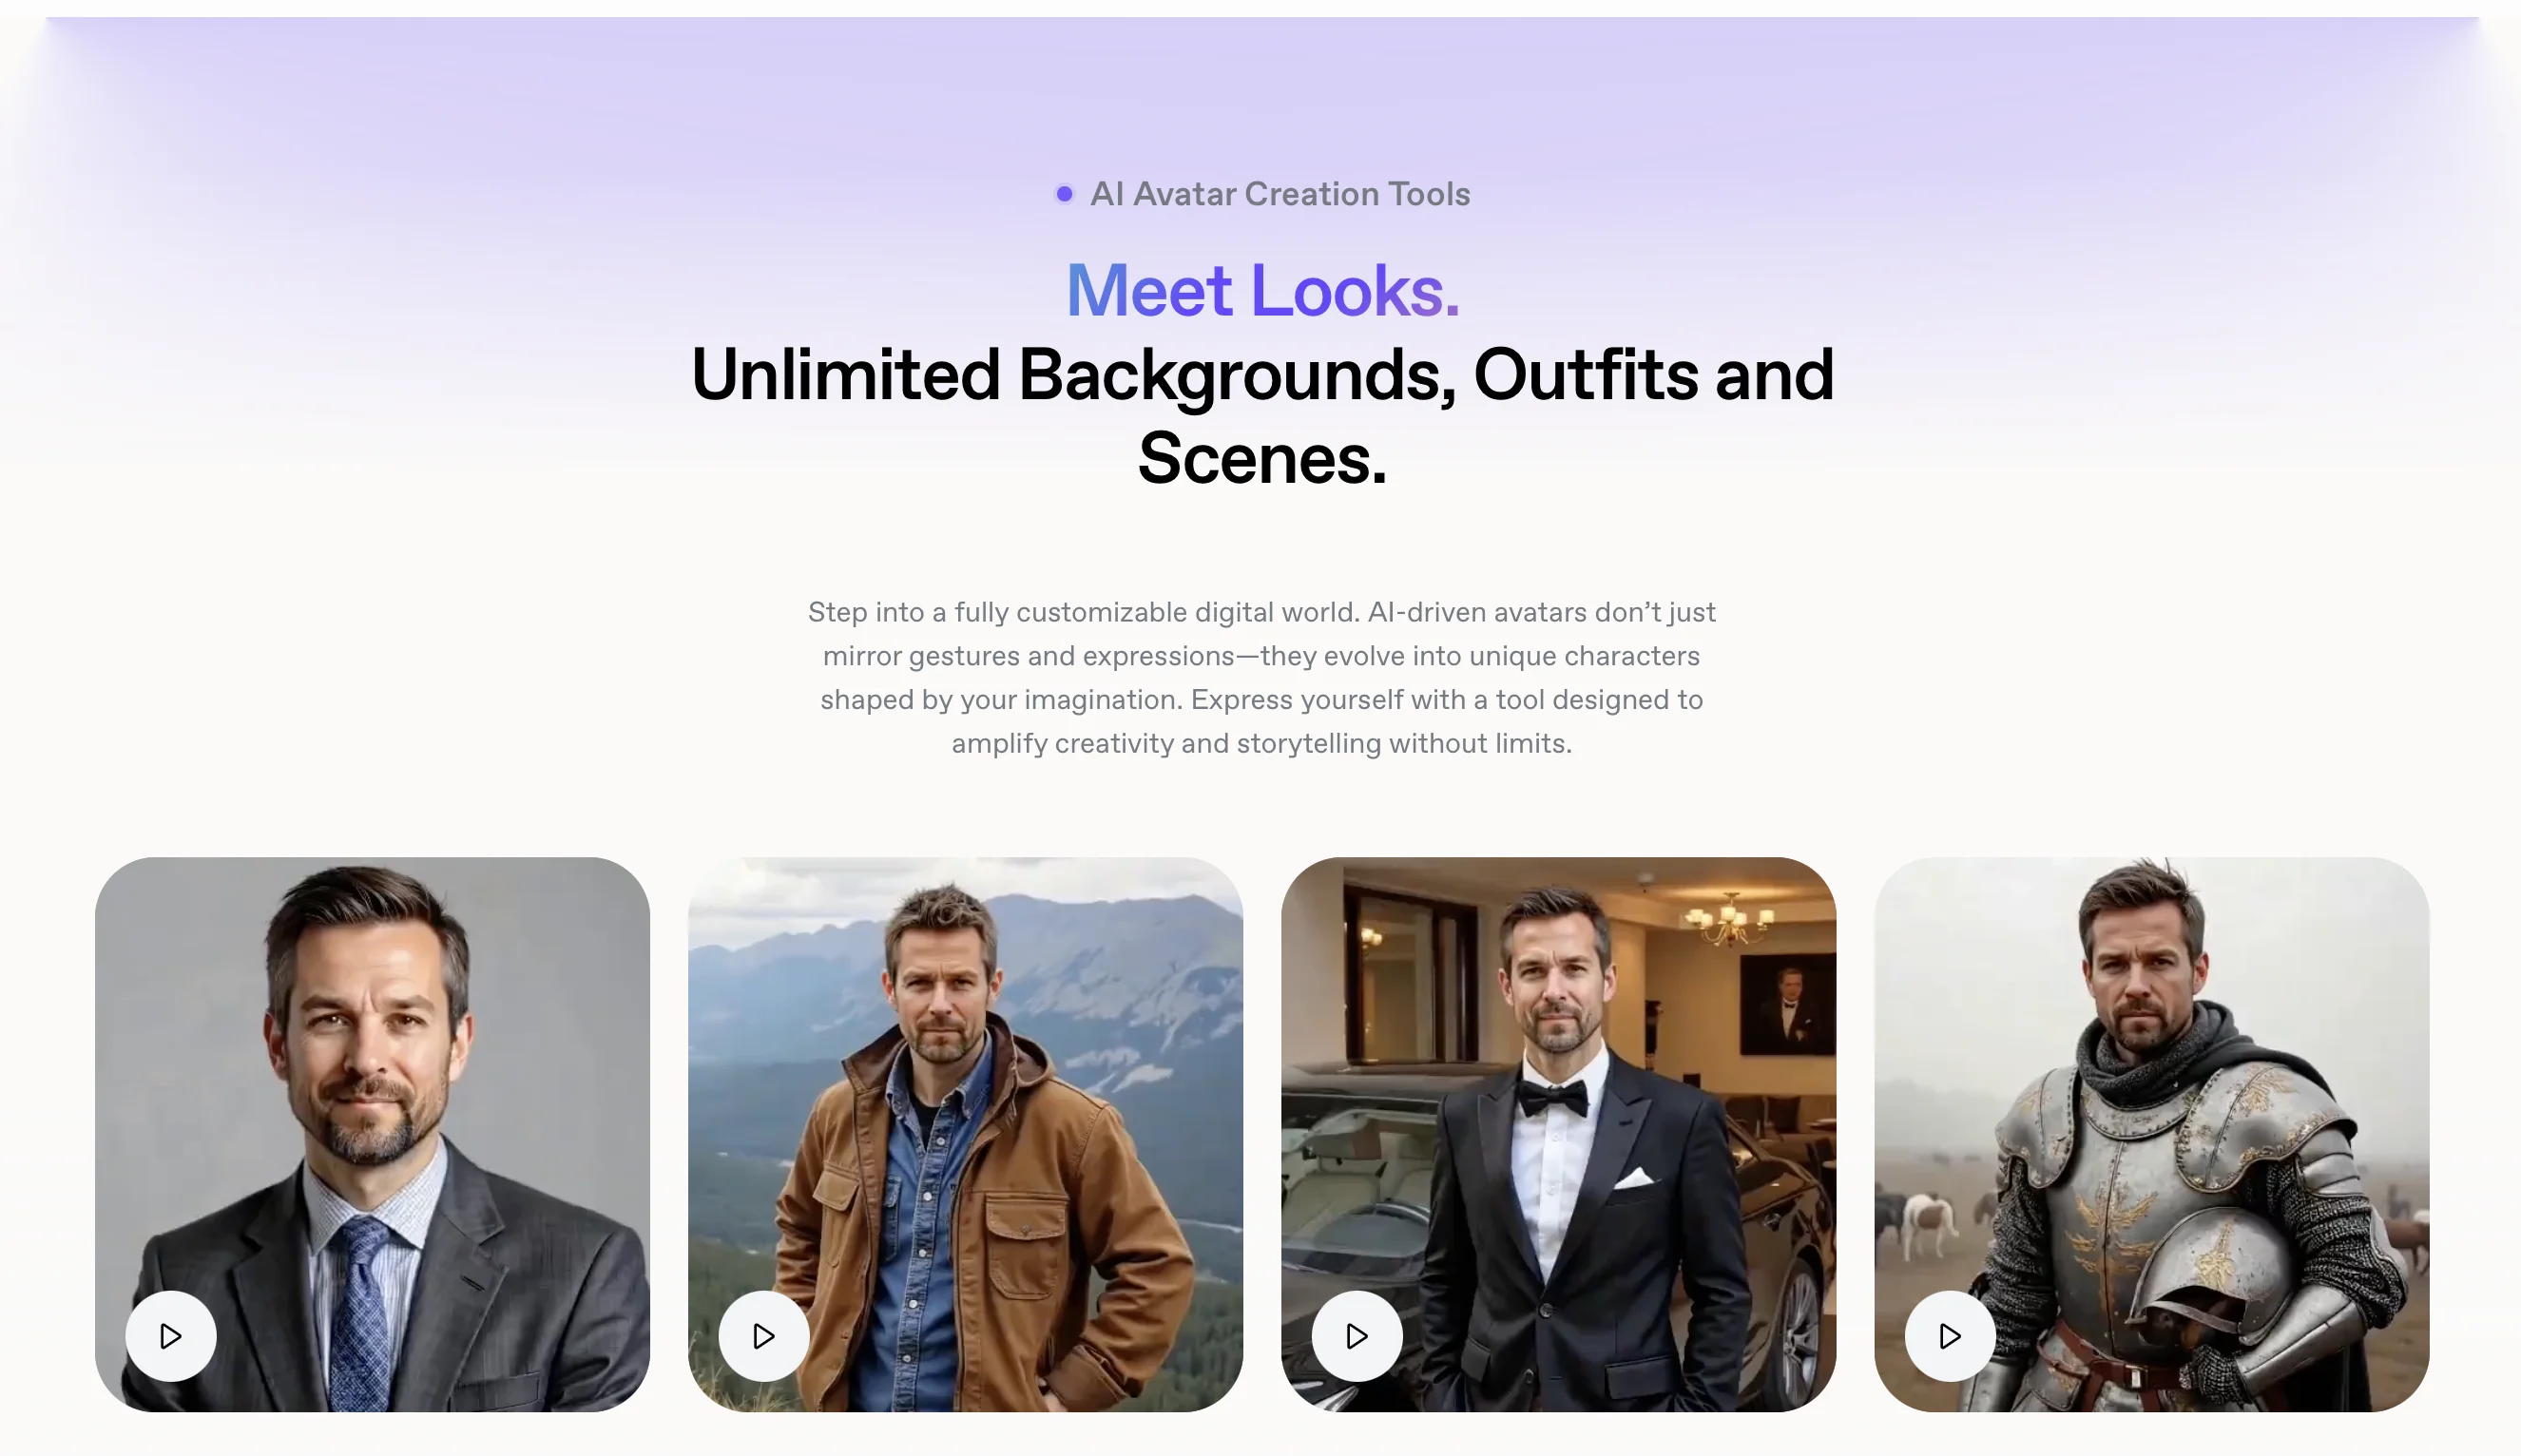 AI Avatar Creation Tools
Meet Looks.
Unlimited Backgrounds, Outfits and
Scenes.
Step into a fully customizable digital world. AI-driven avatars don’t just
mirror gestures and expressions—they evolve into unique characters
shaped by your imagination. Express yourself with a tool designed to
amplify creativity and storytelling without limits.